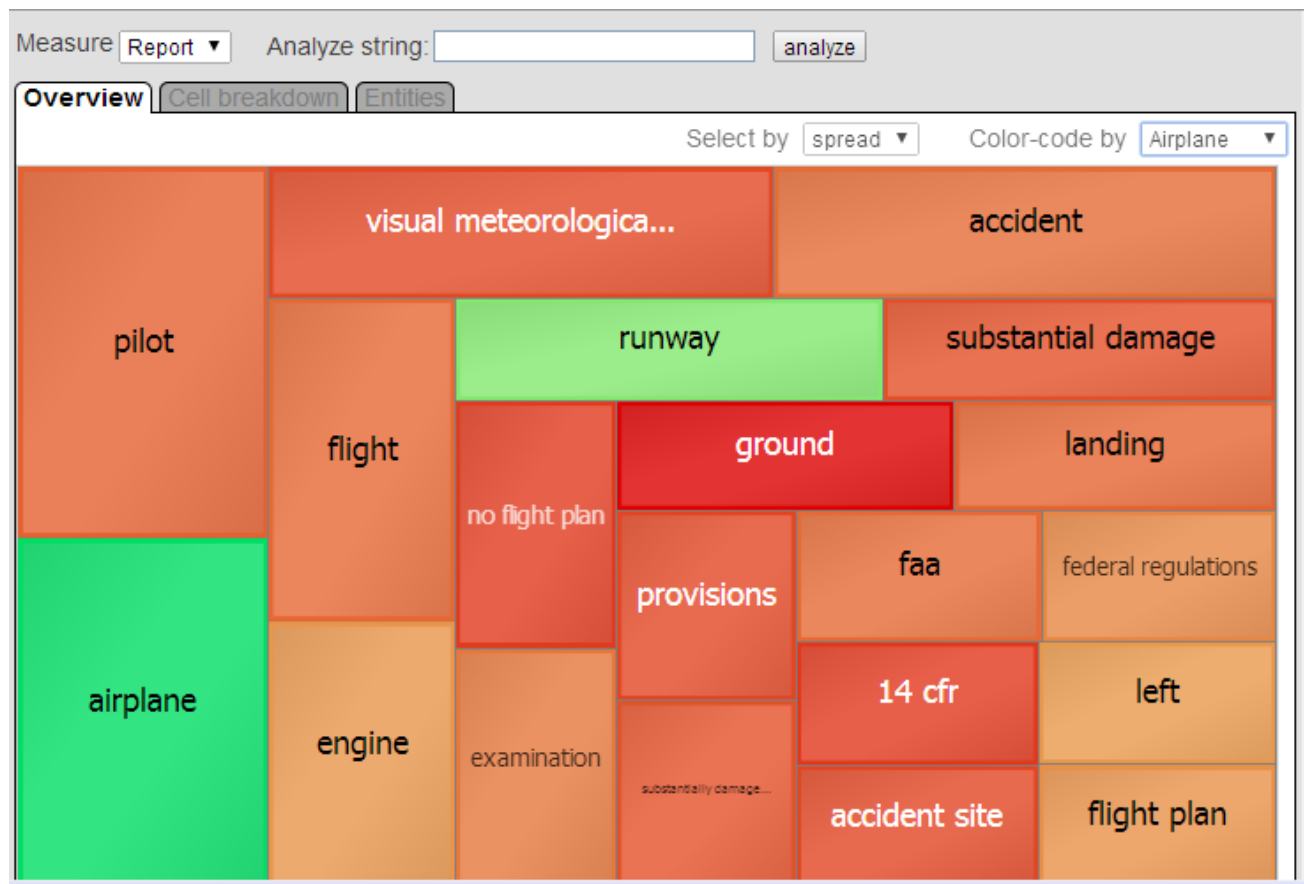 Measure Report ▼ Analyze string: analyze
Overview Cell breakdown Entities
Select by spread ▼ Color-code by Airplane ▼
pilot
visual meteorologica...
accident
flight
runway
substantial damage
no flight plan
ground
landing
provisions
faa
federal regulations
airplane
engine
examination
substantially damage...
14 cfr
left
accident site
flight plan